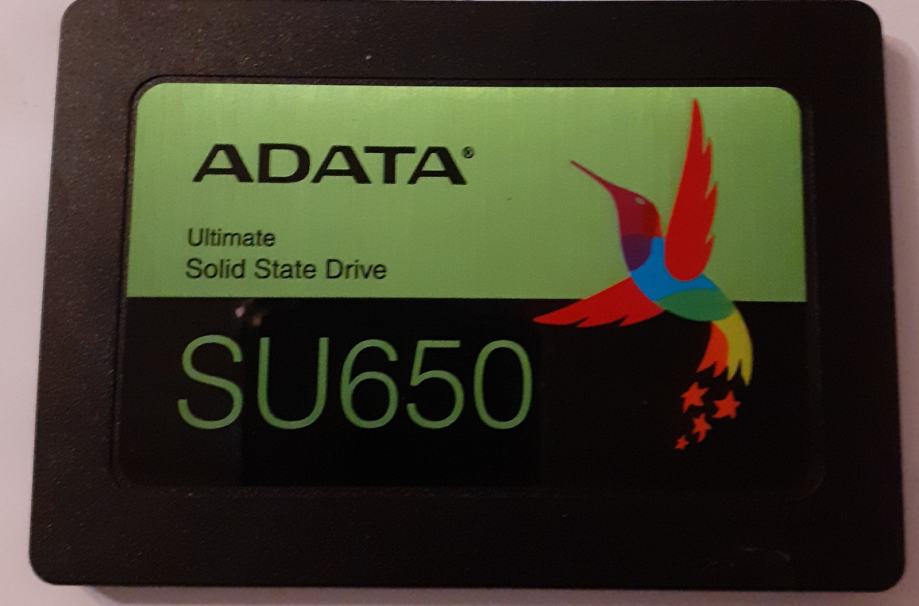 ADATA®
Ultimate
Solid State Drive
SU650